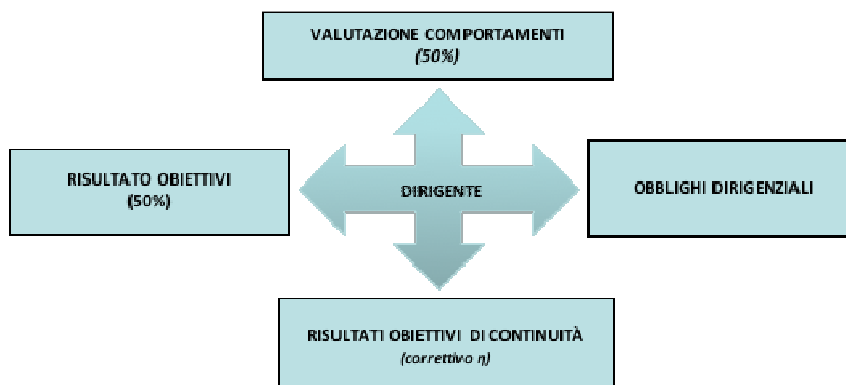 VALUTAZIONE COMPORTAMENTI
(50%)
RISULTATO OBIETTIVI
(50%)
DIRIGENTE
OBBLIGHI DIRIGENZIALI
RISULTATI OBIETTIVI DI CONTINUITÀ
(correttivo η)